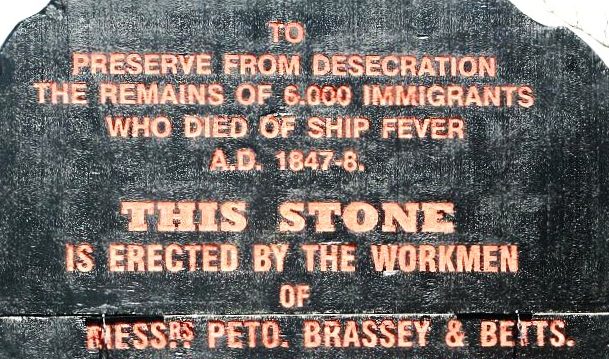 TO
PRESERVE FROM DESECRATION
THE REMAINS OF 6.000 IMMIGRANTS
WHO DIED OF SHIP FEVER
A.D. 1847-8.
THIS STONE
IS ERECTED BY THE WORKMEN
OF
MESSRS PETO. BRASSEY & BETTS.